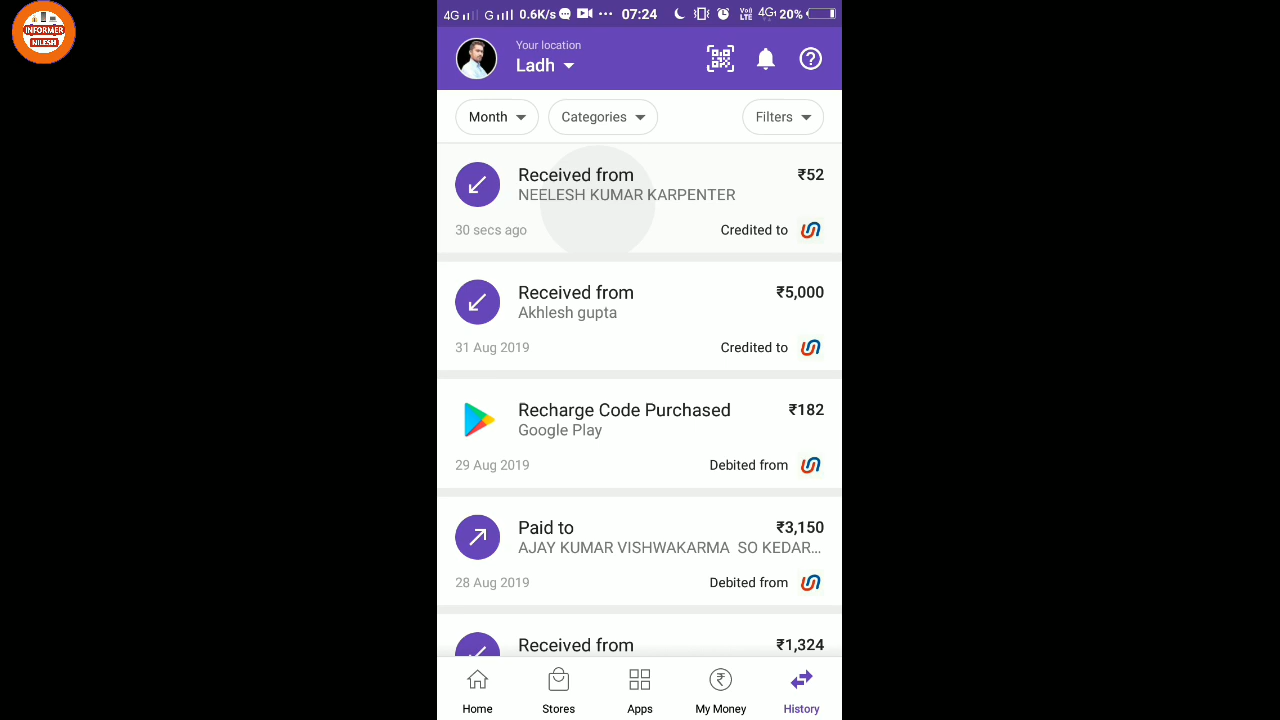 INFORMER
NILESH
4G G 0.6K/s 07:24 VoD LTE 4G 20%
Your location
Ladh
Month Categories Filters
Received from ₹52
NEELESH KUMAR KARPENTER
30 secs ago Credited to
Received from ₹5,000
Akhlesh gupta
31 Aug 2019 Credited to
Recharge Code Purchased ₹182
Google Play
29 Aug 2019 Debited from
Paid to ₹3,150
AJAY KUMAR VISHWAKARMA SO KEDAR...
28 Aug 2019 Debited from
Received from ₹1,324
Home Stores Apps My Money History